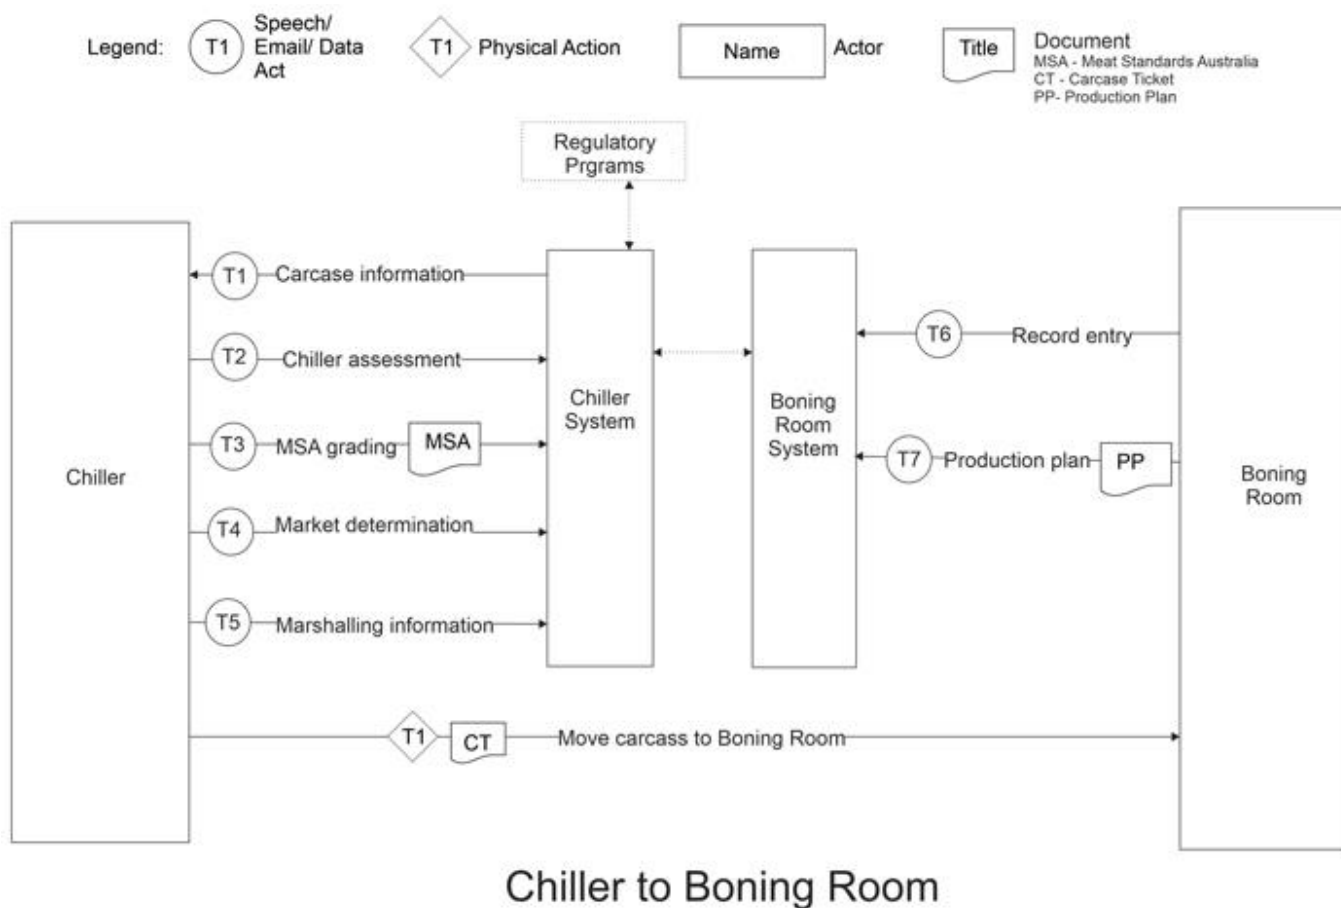 Legend:
T1
Speech/
Email/ Data
Act
T1
Physical Action
Name
Actor
Title
Document
MSA - Meat Standards Australia
CT - Carcase Ticket
PP- Production Plan
Regulatory
Prgrams
T1
Carcase information
T2
Chiller assessment
T3
MSA grading
MSA
T4
Market determination
T5
Marshalling information
Chiller
Chiller
System
Boning
Room
System
T6
Record entry
T7
Production plan
PP
Boning
Room
T1
CT
Move carcass to Boning Room
Chiller to Boning Room